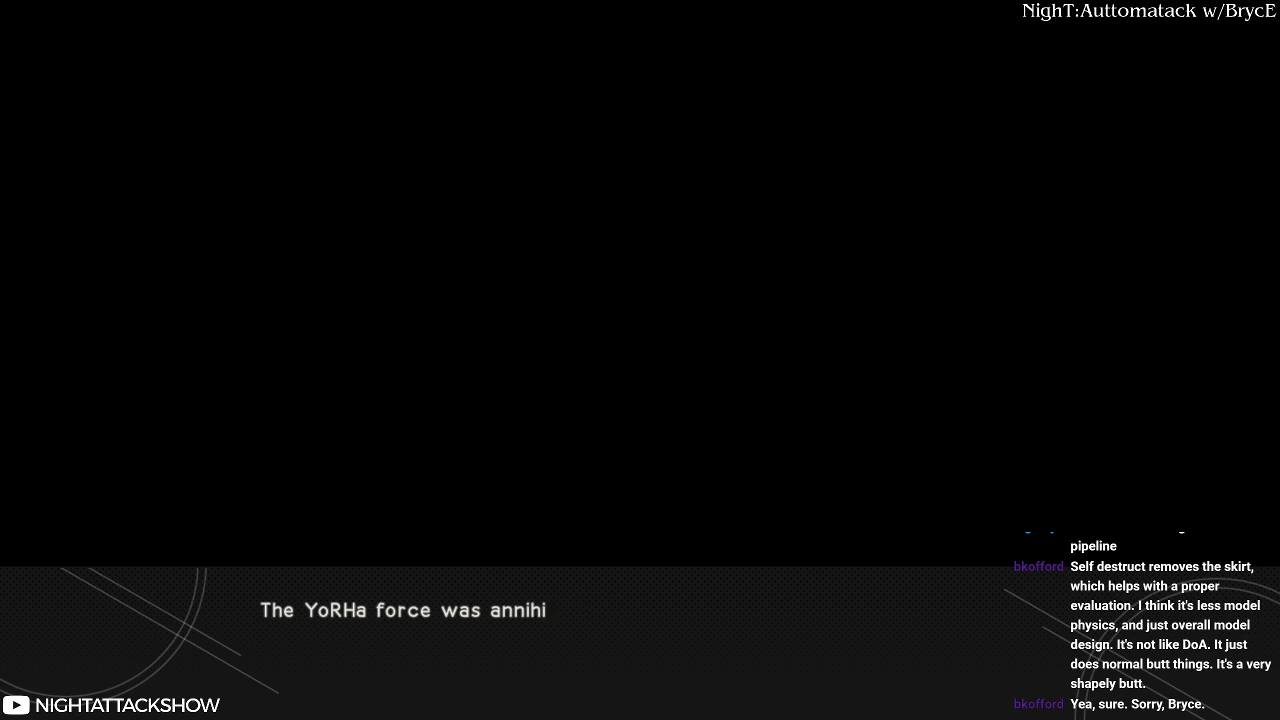 NighT:Auttomatack w/BrycE
pipeline
bkofford Self destruct removes the skirt,
which helps with a proper
evaluation. I think it's less model
physics, and just overall model
design. It's not like DoA. It just
does normal butt things. It's a very
shapely butt.
bkofford Yea, sure. Sorry, Bryce.
The YoRHa force was annihi
NIGHTATTACKSHOW